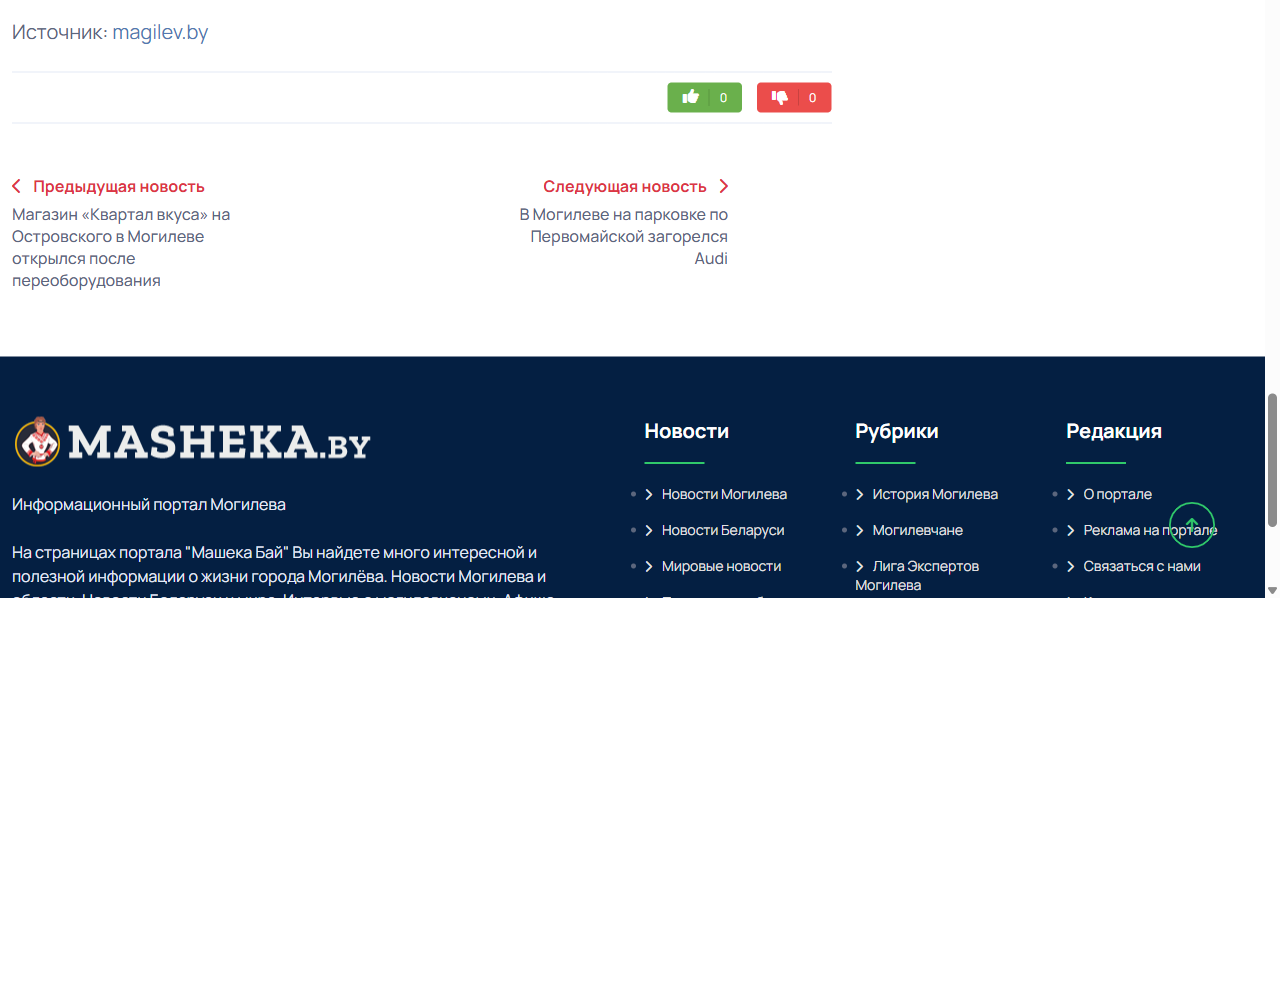 Источник: magilev.by
0
0
Предыдущая новость
Магазин «Квартал вкуса» на
Островского в Могилеве
открылся после
переоборудования
Следующая новость
В Могилеве на парковке по
Первомайской загорелся
Audi
MASHEKA.BY
Информационный портал Могилева
На страницах портала "Машека Бай" Вы найдете много интересной и
полезной информации о жизни города Могилёва. Новости Могилева и
Новости
Новости Могилева
Новости Беларуси
Мировые новости
Рубрики
История Могилева
Могилевчане
Лига Экспертов
Могилева
Редакция
О портале
Реклама на портале
Связаться с нами